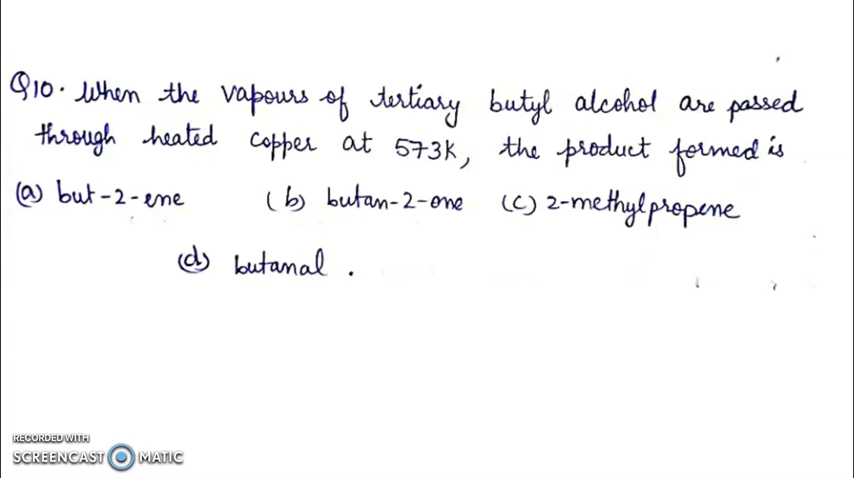 Q10. When the vapours of tertiary butyl alcohol are passed
through heated copper at 573K, the product formed is
(a) but-2-ene (b) butan-2-one (c) 2-methylpropene
(d) butanal.
RECORDED WITH
SCREENCAST MATIC